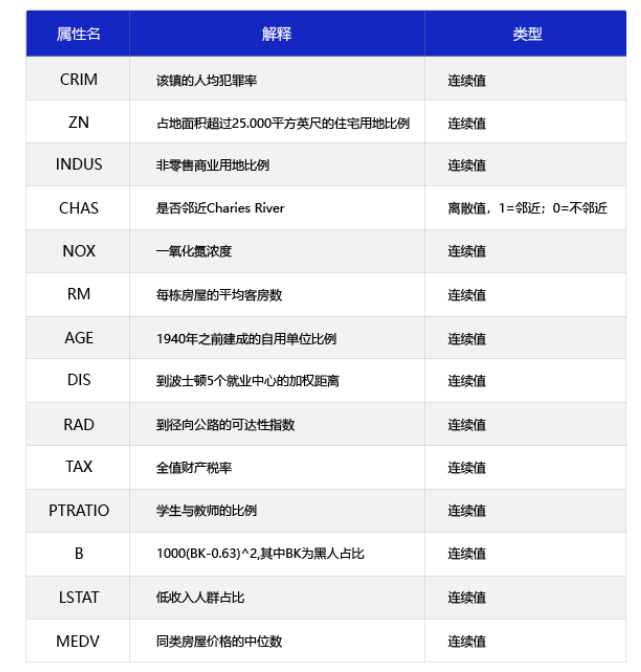 属性名 解释 类型
CRIM 该镇的人均犯罪率 连续值
ZN 占地面积超过25.000平方英尺的住宅用地比例 连续值
INDUS 非零售商业用地比例 连续值
CHAS 是否邻近Charies River 离散值，1=邻近；0=不邻近
NOX 一氧化氮浓度 连续值
RM 每栋房屋的平均客房数 连续值
AGE 1940年之前建成的自用单位比例 连续值
DIS 到波士顿5个就业中心的加权距离 连续值
RAD 到径向公路的可达性指数 连续值
TAX 全值财产税率 连续值
PTRATIO 学生与教师的比例 连续值
B 1000(BK-0.63)^2,其中BK为黑人占比 连续值
LSTAT 低收入人群占比 连续值
MEDV 同类房屋价格的中位数 连续值